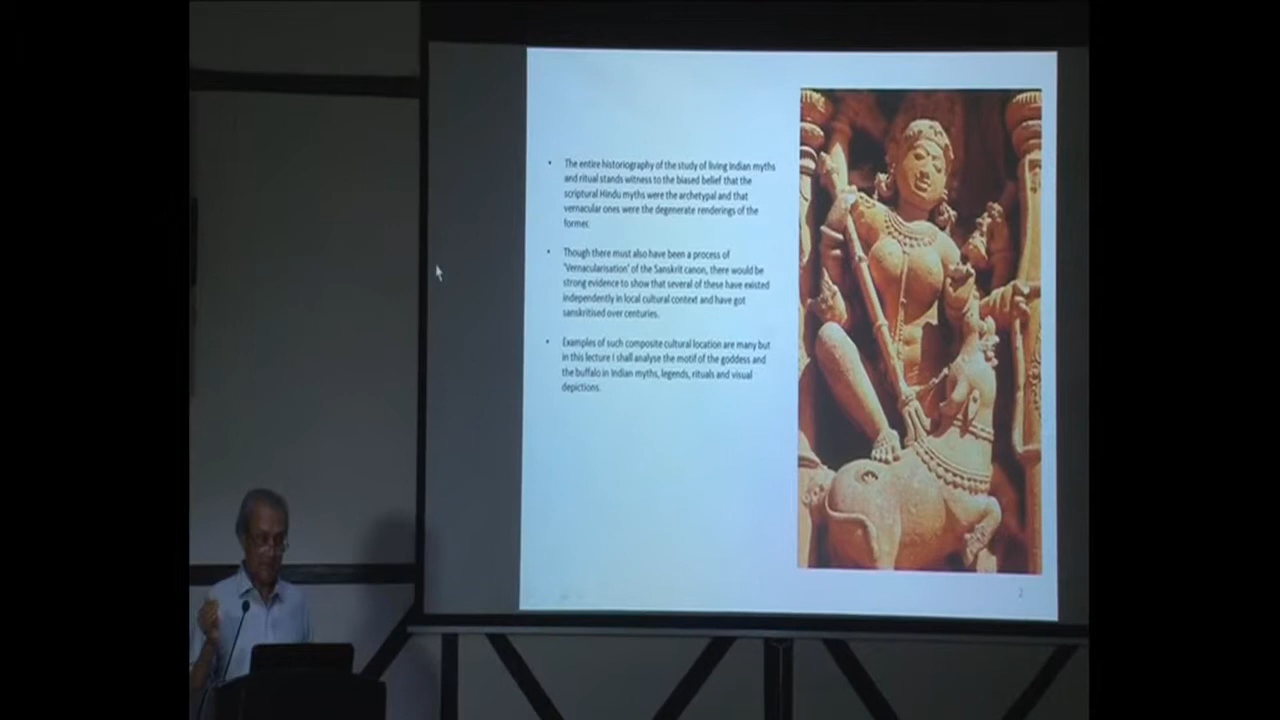 • The entire historiography of the study of living Indian myths
and ritual stands witness to the biased belief that the
scriptural Hindu myths were the archetypal and that
vernacular ones were the degenerate renderings of the
former.
• Though there must also have been a process of
'Vernacularisation' of the Sanskrit canon, there would be
strong evidence to show that several of these have existed
independently in local cultural context and have got
sanskritised over centuries.
• Examples of such composite cultural location are many but
in this lecture I shall analyse the motif of the goddess and
the buffalo in Indian myths, legends, rituals and visual
depictions.
2